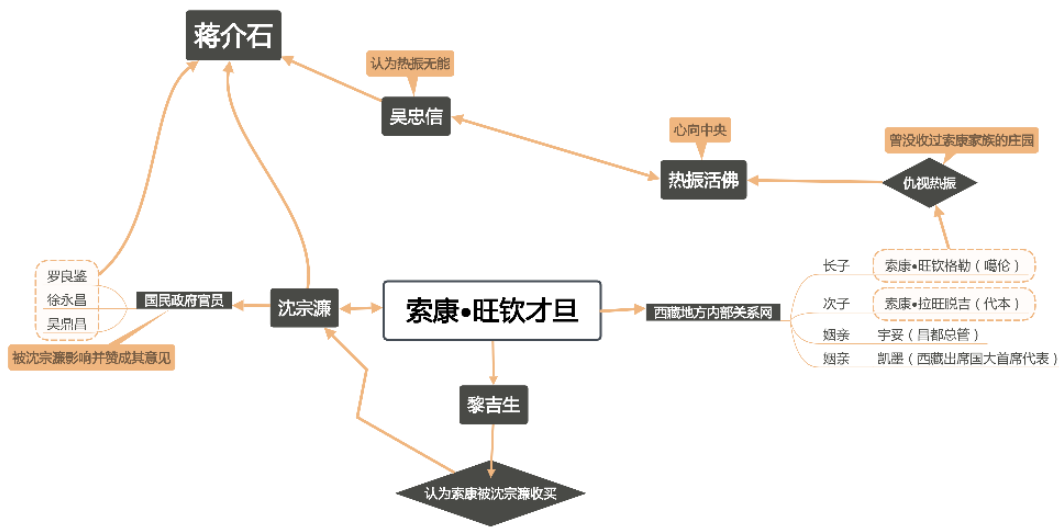 蒋介石
认为热振无能
吴忠信
心向中央
热振活佛
曾没收过索康家族的庄园
仇视热振
罗良鉴
徐永昌
吴鼎昌
国民政府官员
被沈宗濂影响并赞成其意见
沈宗濂
索康•旺钦才旦
西藏地方内部关系网
长子 索康•旺钦格勒（噶伦）
次子 索康•拉旺悦吉（代本）
姻亲 宇妥（昌都总管）
姻亲 凯墨（西藏出席国大首席代表）
黎吉生
认为索康被沈宗濂收买